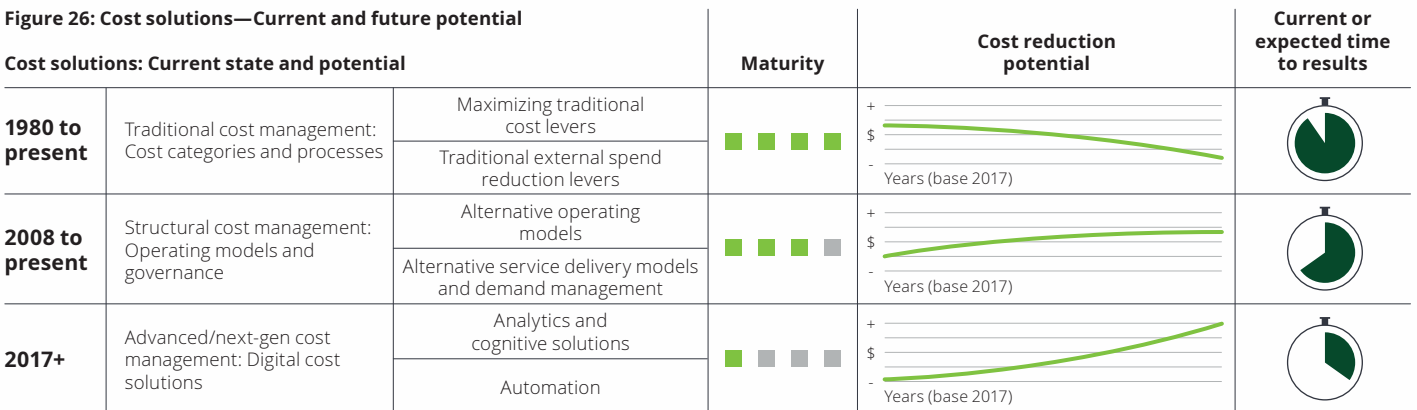 Figure 26: Cost solutions—Current and future potential
Cost solutions: Current state and potential
Maturity
Cost reduction
potential
Current or
expected time
to results
1980 to
present
Traditional cost management:
Cost categories and processes
Maximizing traditional
cost levers
Traditional external spend
reduction levers
+
$
-
Years (base 2017)
2008 to
present
Structural cost management:
Operating models and
governance
Alternative operating
models
Alternative service delivery models
and demand management
+
$
-
Years (base 2017)
2017+
Advanced/next-gen cost
management: Digital cost
solutions
Analytics and
cognitive solutions
Automation
+
$
-
Years (base 2017)